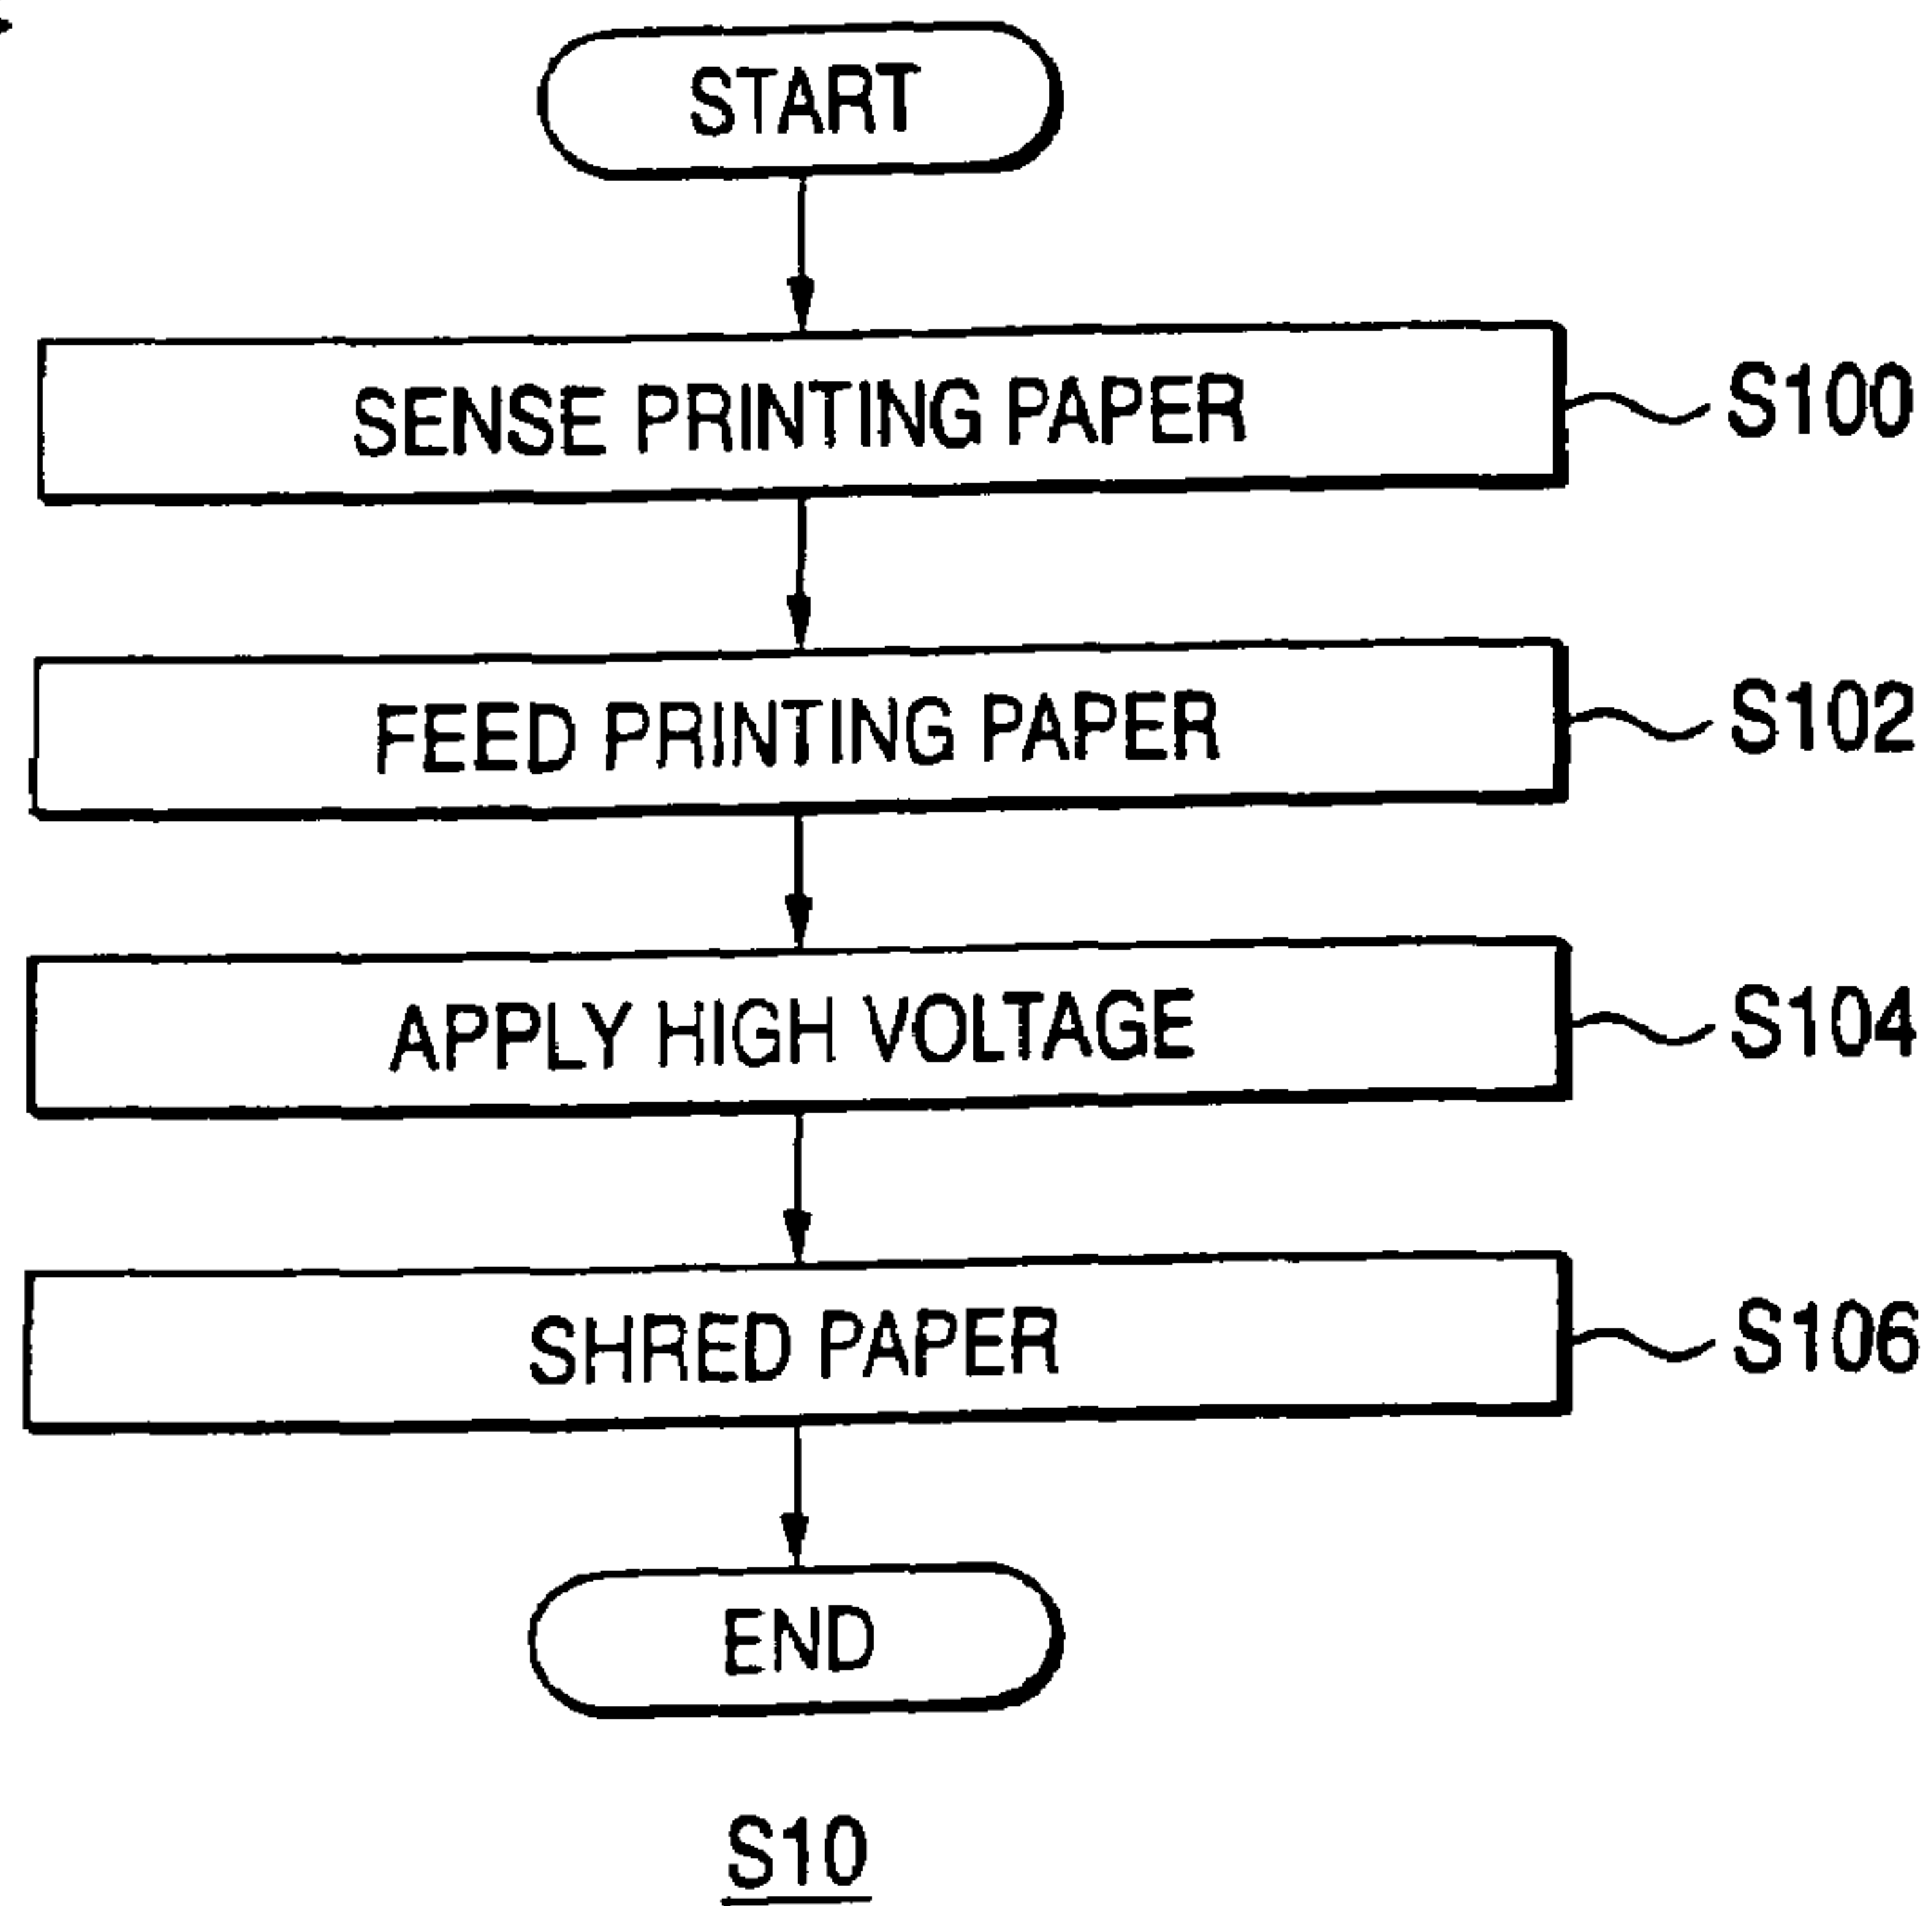 START
SENSE PRINTING PAPER S100
FEED PRINTING PAPER S102
APPLY HIGH VOLTAGE S104
SHRED PAPER S106
END
S10